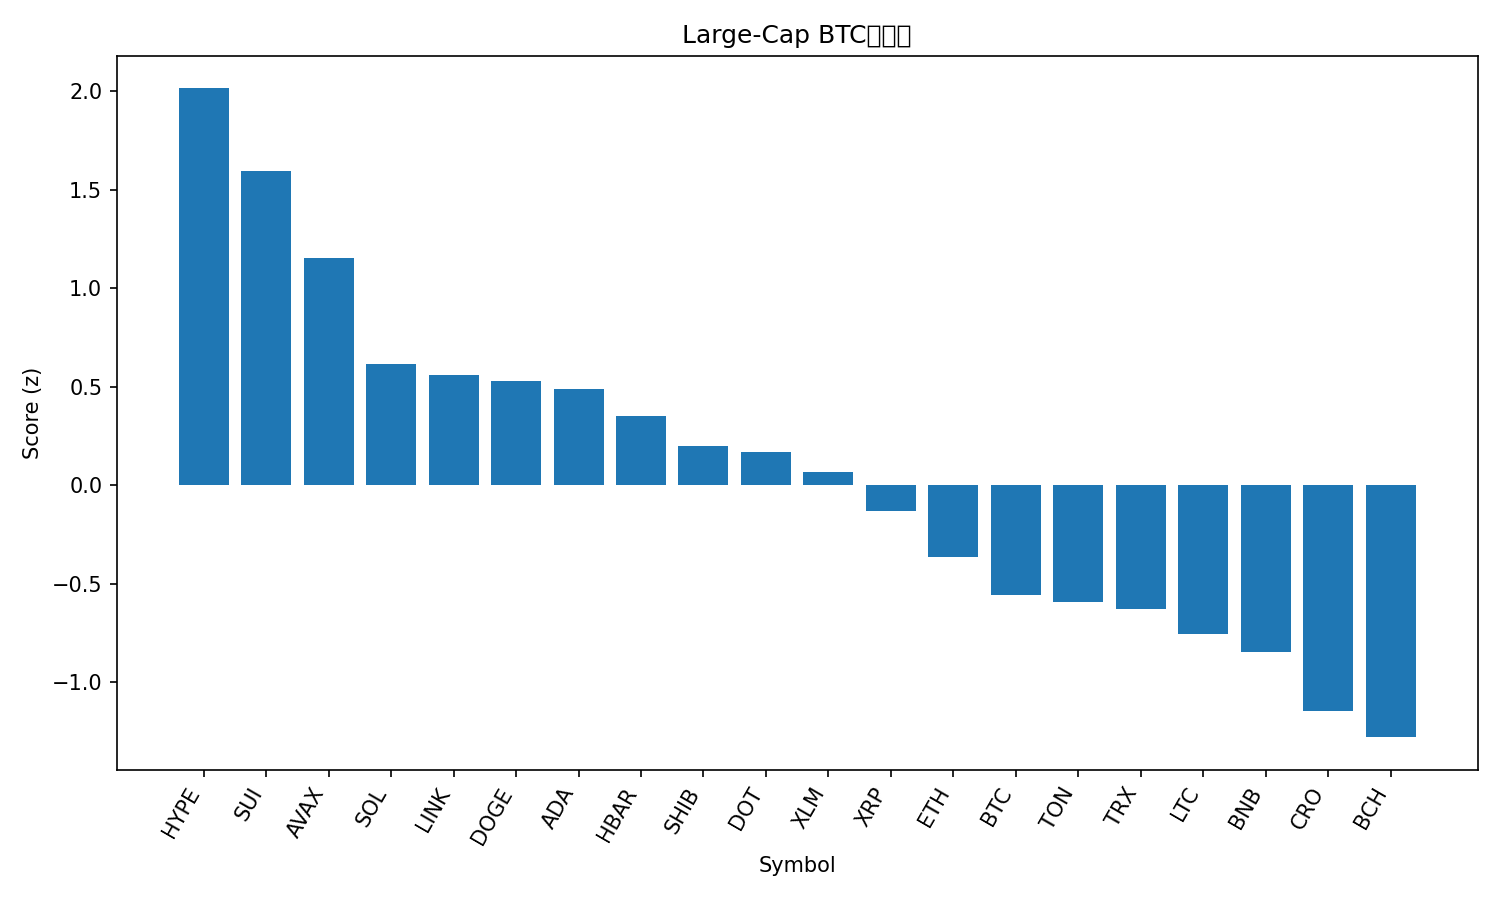 Large-Cap BTC
Score (z)
2.0
1.5
1.0
0.5
0.0
−0.5
−1.0
HYPE
SUI
AVAX
SOL
LINK
DOGE
ADA
HBAR
SHIB
DOT
XLM
XRP
ETH
BTC
TON
TRX
LTC
BNB
CRO
BCH
Symbol